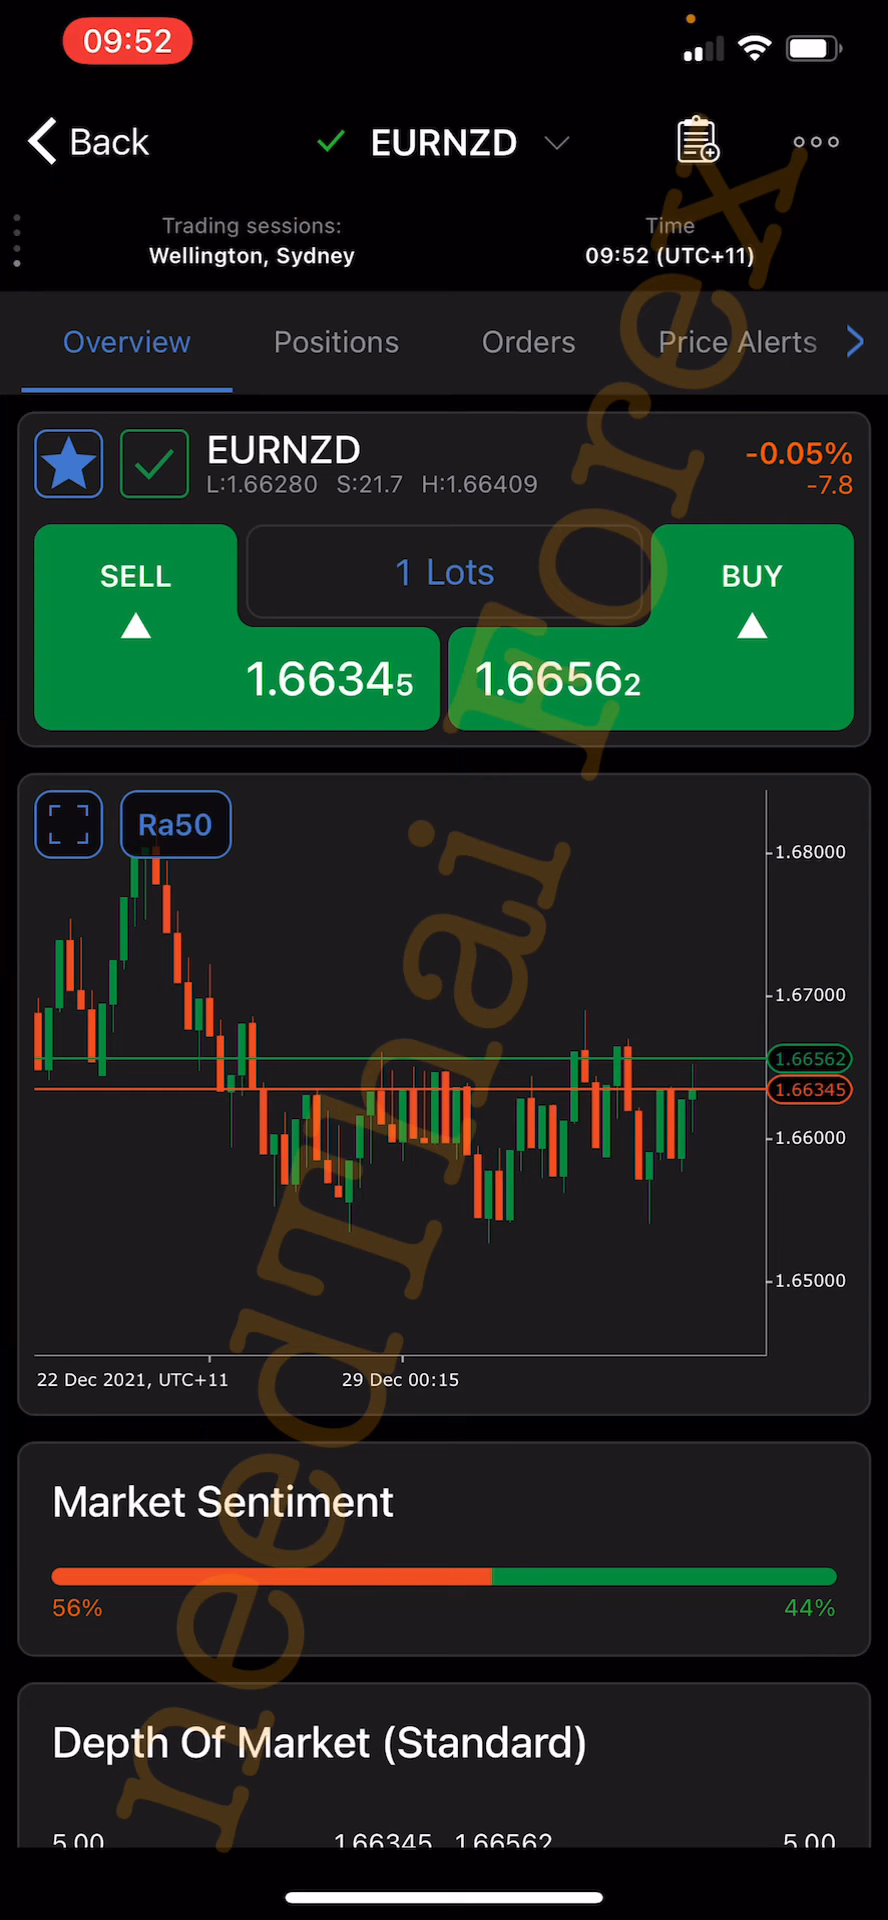 09:52
Back
EURNZD
Trading sessions:
Wellington, Sydney
Time
09:52 (UTC+11)
Overview
Positions
Orders
Price Alerts
EURNZD
L:1.66280 S:21.7 H:1.66409
-0.05%
-7.8
SELL
1 Lots
BUY
1.66345
1.66562
Ra50
1.68000
1.67000
1.66562
1.66345
1.66000
1.65000
22 Dec 2021, UTC+11
29 Dec 00:15
Market Sentiment
56%
44%
Depth Of Market (Standard)
5.00 1.66345 1.66562 5.00
needTmai Forex